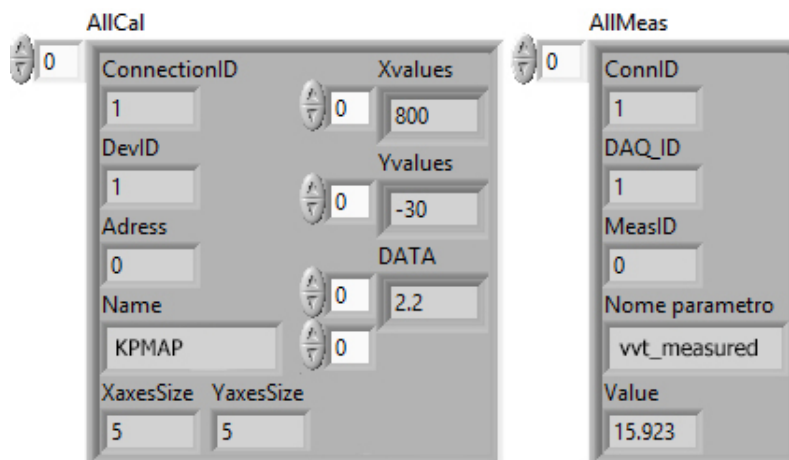 AllCal
0
ConnectionID
1
DevID
1
Adress
0
Name
KPMAP
XaxesSize YaxesSize
5 5
Xvalues
0 800
Yvalues
0 -30
DATA
0 2.2
0
AllMeas
0
ConnID
1
DAQ_ID
1
MeasID
0
Nome parametro
vvt_measured
Value
15.923